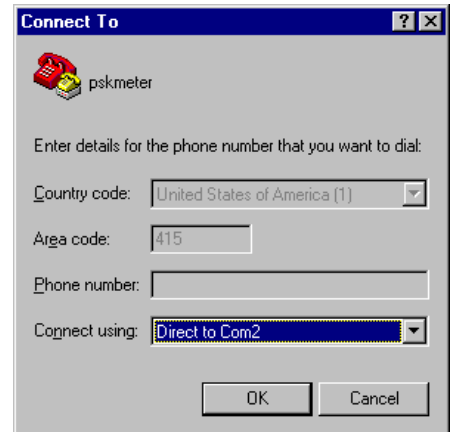 Connect To
pskmeter
Enter details for the phone number that you want to dial:
Country code: United States of America (1)
Area code: 415
Phone number:
Connect using: Direct to Com2
OK Cancel